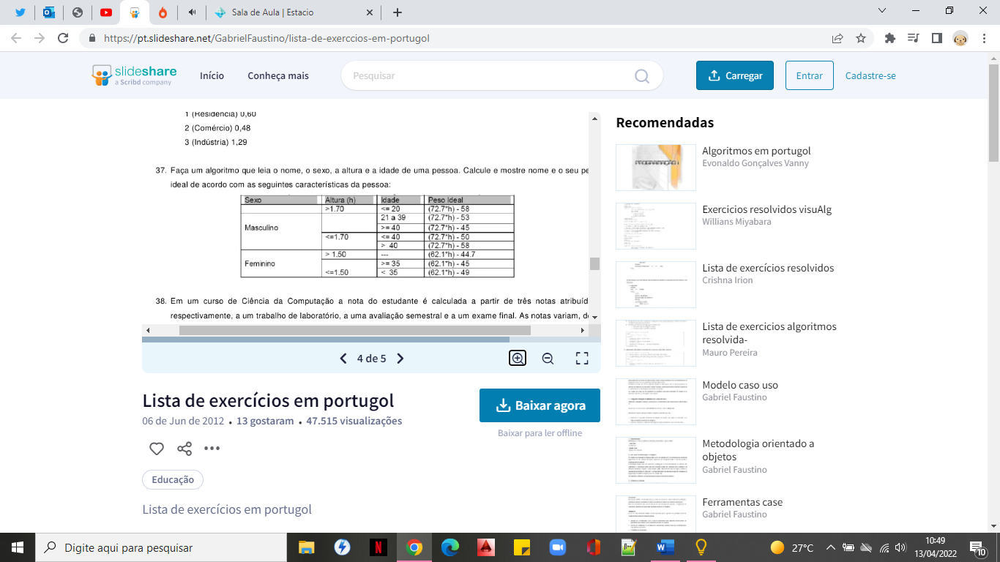 Sala de Aula | Estacio
https://pt.slideshare.net/GabrielFaustino/lista-de-exerccios-em-portugol
slideshare
a Scribd company
Início
Conheça mais
Pesquisar
Carregar
Entrar
Cadastre-se
1 (Residência) 0,60
2 (Comércio) 0,48
3 (Indústria) 1,29
37. Faça um algoritmo que leia o nome, o sexo, a altura e a idade de uma pessoa. Calcule e mostre nome e o seu pe
ideal de acordo com as seguintes características da pessoa:
Sexo Altura (h) Idade Peso Ideal
>1.70 <= 20 (72.7*h) - 58
21 a 39 (72.7*h) - 53
Masculino >= 40 (72.7*h) - 45
<=1.70 <= 40 (72.7*h) - 50
> 40 (72.7*h) - 58
> 1.50 --- (62.1*h) - 44.7
Feminino >= 35 (62.1*h) - 45
<=1.50 < 35 (62.1*h) - 49
38. Em um curso de Ciência da Computação a nota do estudante é calculada a partir de três notas atribuíd
respectivamente, a um trabalho de laboratório, a uma avaliação semestral e a um exame final. As notas variam, d
4 de 5
Lista de exercícios em portugol
06 de Jun de 2012 • 13 gostaram • 47.515 visualizações
Baixar agora
Baixar para ler offline
Educação
Lista de exercícios em portugol
Recomendadas
Algoritmos em portugol
Evonaldo Gonçalves Vanny
Exercicios resolvidos visuAlg
Willians Miyabara
Lista de exercícios resolvidos
Crishna Irion
Lista de exercicios algoritmos
resolvida-
Mauro Pereira
Modelo caso uso
Gabriel Faustino
Metodologia orientado a
objetos
Gabriel Faustino
Ferramentas case
Gabriel Faustino
Digite aqui para pesquisar
27°C
10:49
13/04/2022
10